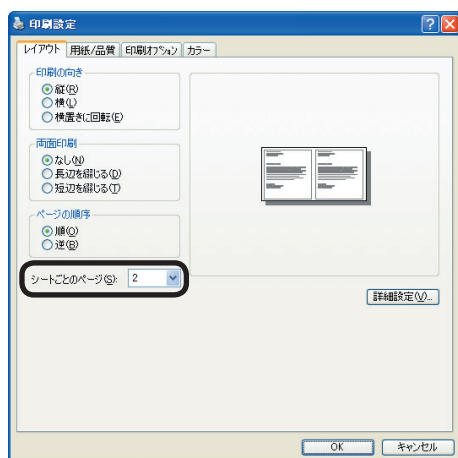 印刷設定
レイアウト 用紙/品質 印刷オプション カラー
印刷の向き
縦(R)
横(L)
横置きに回転(E)
両面印刷
なし(N)
長辺を綴じる(D)
短辺を綴じる(T)
ページの順序
順(O)
逆(B)
シートごとのページ(S): 2
詳細設定(V)...
OK キャンセル